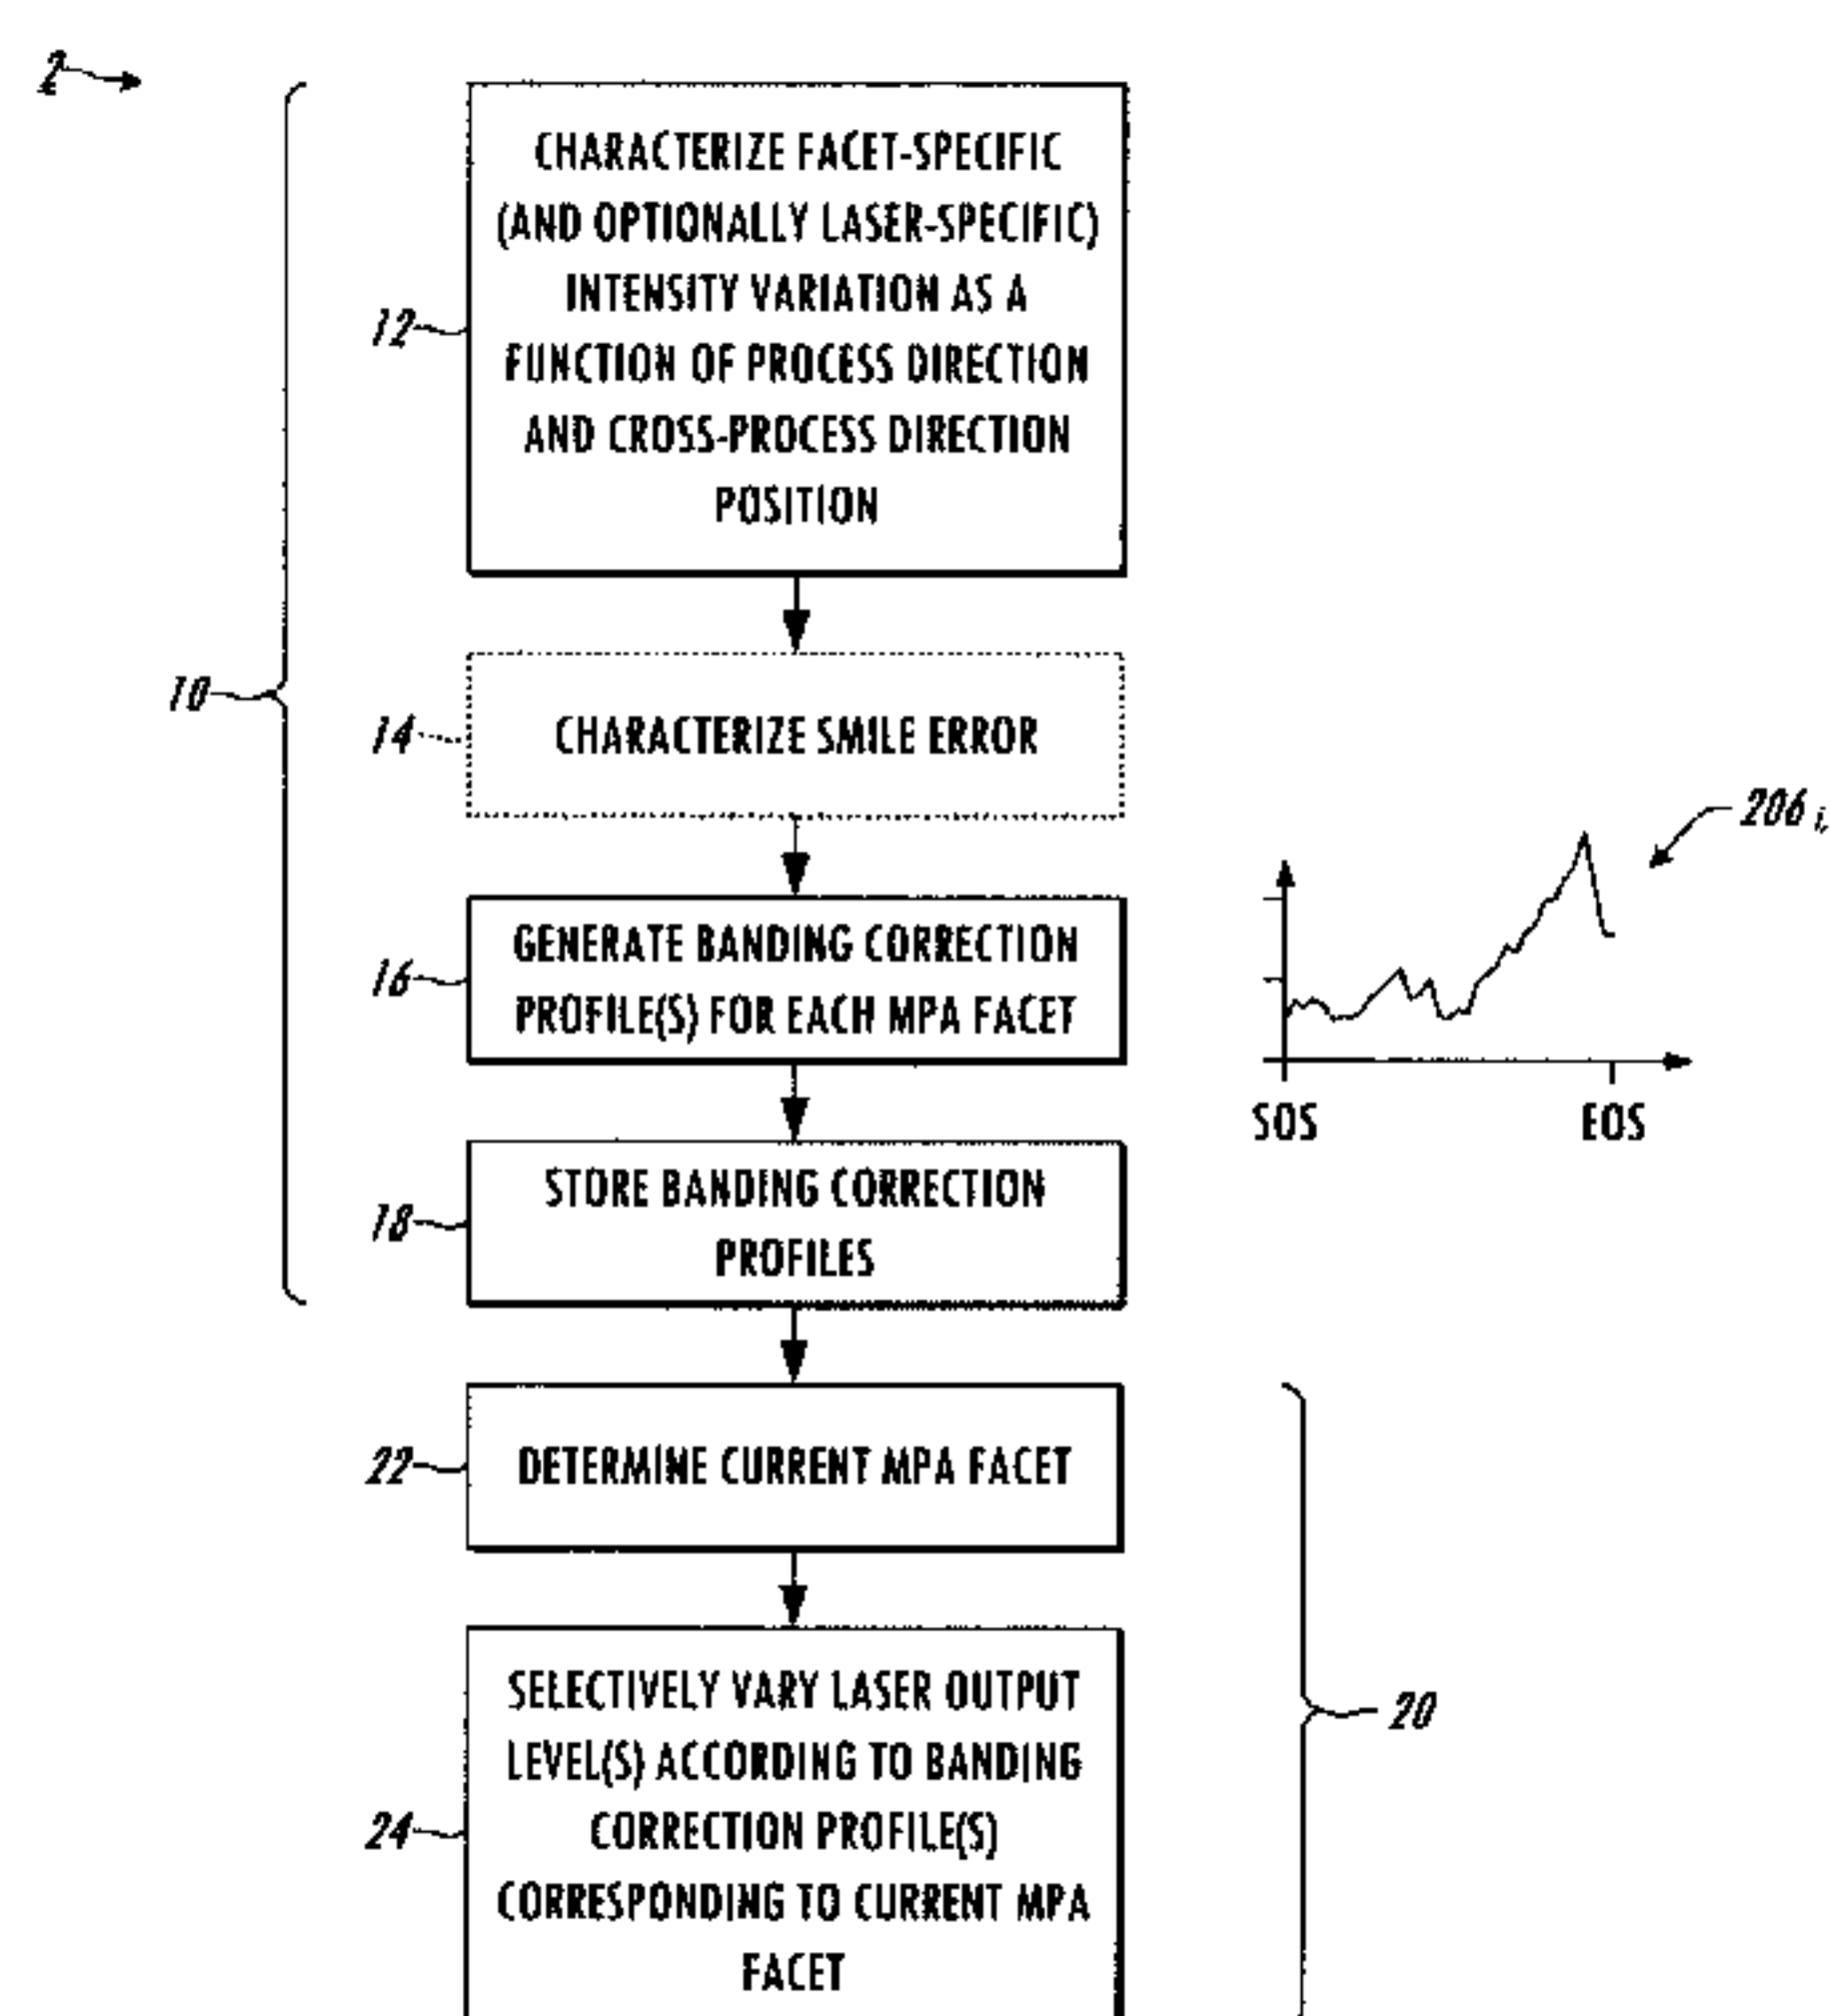 2
CHARACTERIZE FACET-SPECIFIC
(AND OPTIONALLY LASER-SPECIFIC)
INTENSITY VARIATION AS A
FUNCTION OF PROCESS DIRECTION
AND CROSS-PROCESS DIRECTION
POSITION
12
10
14
CHARACTERIZE SMILE ERROR
206 i,
16
GENERATE BANDING CORRECTION
PROFILE(S) FOR EACH MPA FACET
SOS
EOS
18
STORE BANDING CORRECTION
PROFILES
22
DETERMINE CURRENT MPA FACET
20
24
SELECTIVELY VARY LASER OUTPUT
LEVEL(S) ACCORDING TO BANDING
CORRECTION PROFILE(S)
CORRESPONDING TO CURRENT MPA
FACET